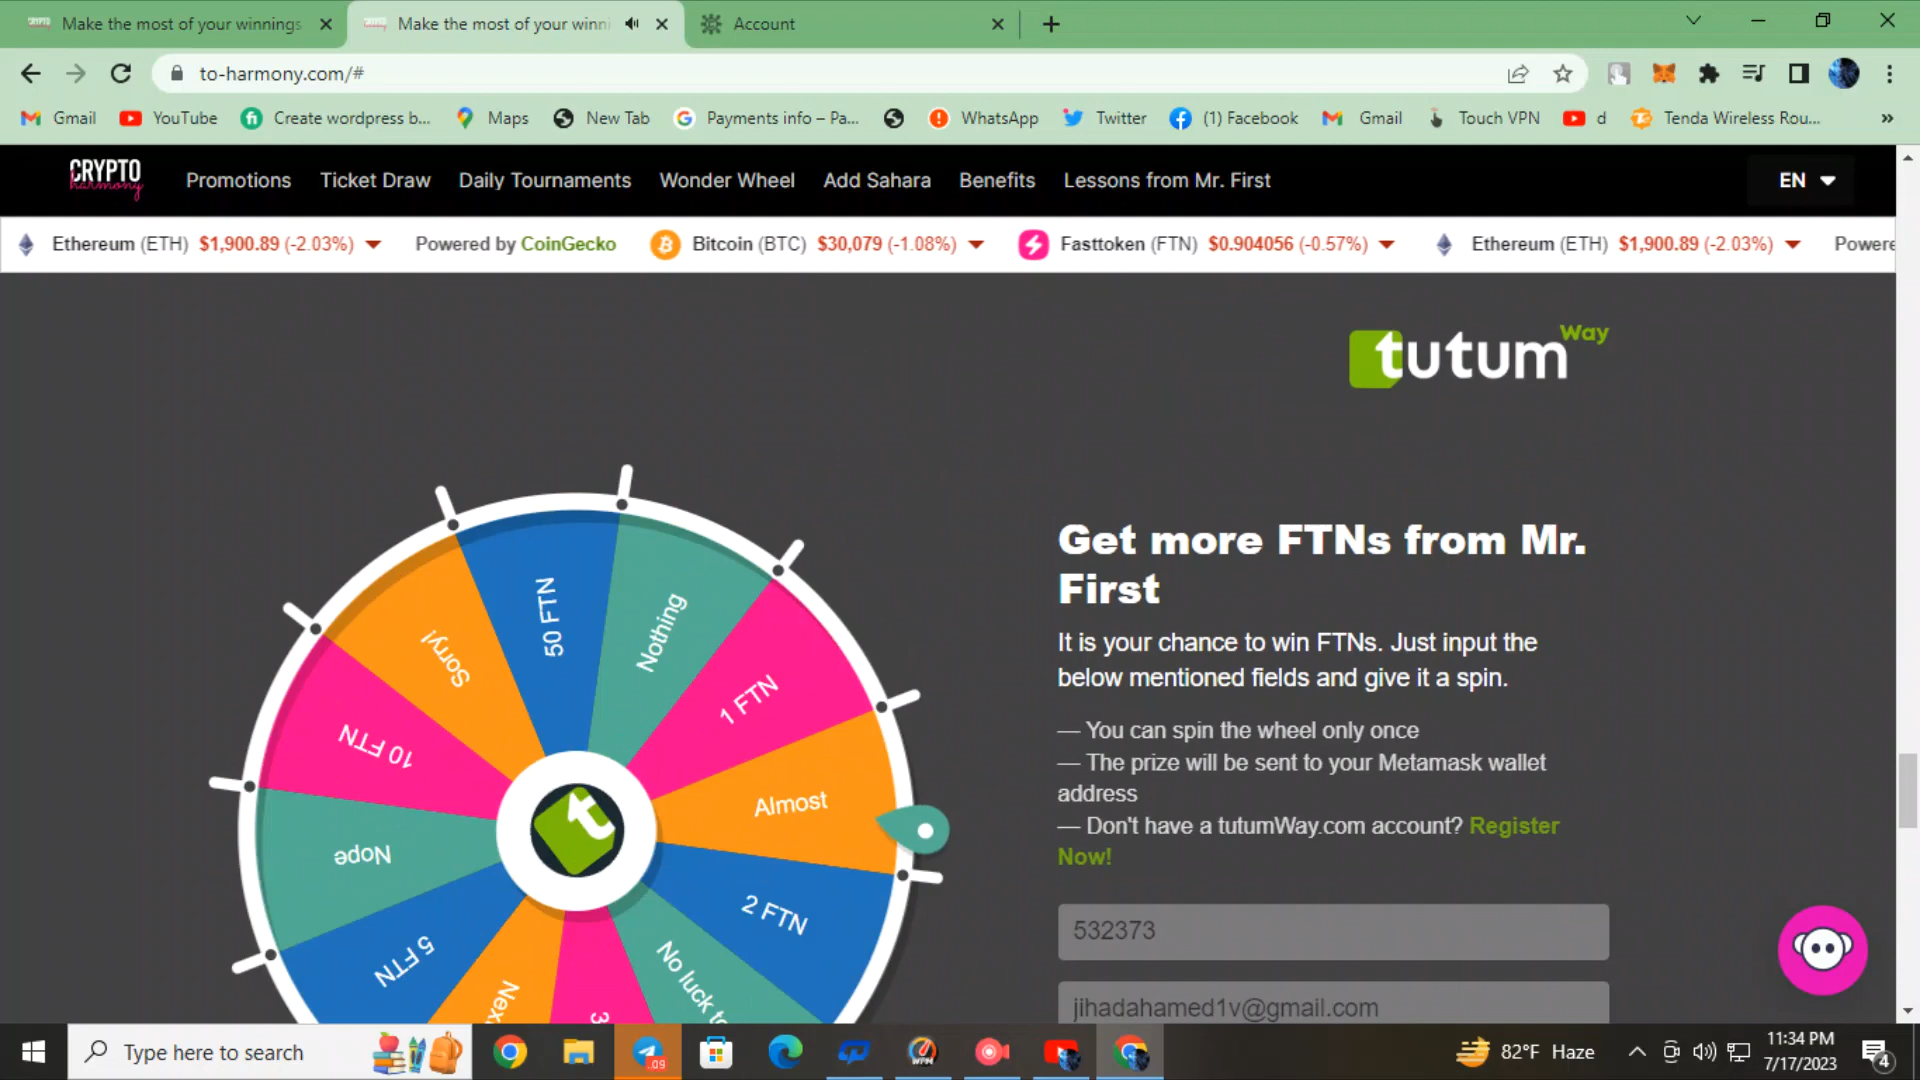 Make the most of your winnings
Make the most of your winni
Account
to-harmony.com/#
Gmail
YouTube
Create wordpress b...
Maps
New Tab
Payments info – Pa...
WhatsApp
Twitter
(1) Facebook
Gmail
Touch VPN
d
Tenda Wireless Rou...
»
CRYPTO
harmony
Promotions
Ticket Draw
Daily Tournaments
Wonder Wheel
Add Sahara
Benefits
Lessons from Mr. First
EN
Ethereum (ETH) $1,900.89 (-2.03%)
Powered by CoinGecko
Bitcoin (BTC) $30,079 (-1.08%)
Fasttoken (FTN) $0.904056 (-0.57%)
Ethereum (ETH) $1,900.89 (-2.03%)
Powere
tutum Way
50 FTN
Nothing
Sorry!
1 FTN
10 FTN
Almost
Nope
2 FTN
5 FTN
No luck to
Nex
3
t
Get more FTNs from Mr.
First
It is your chance to win FTNs. Just input the
below mentioned fields and give it a spin.
— You can spin the wheel only once
— The prize will be sent to your Metamask wallet
address
— Don't have a tutumWay.com account? Register
Now!
532373
jihadahamed1v@gmail.com
Type here to search
.09
WPM
82°F Haze
11:34 PM
7/17/2023
4